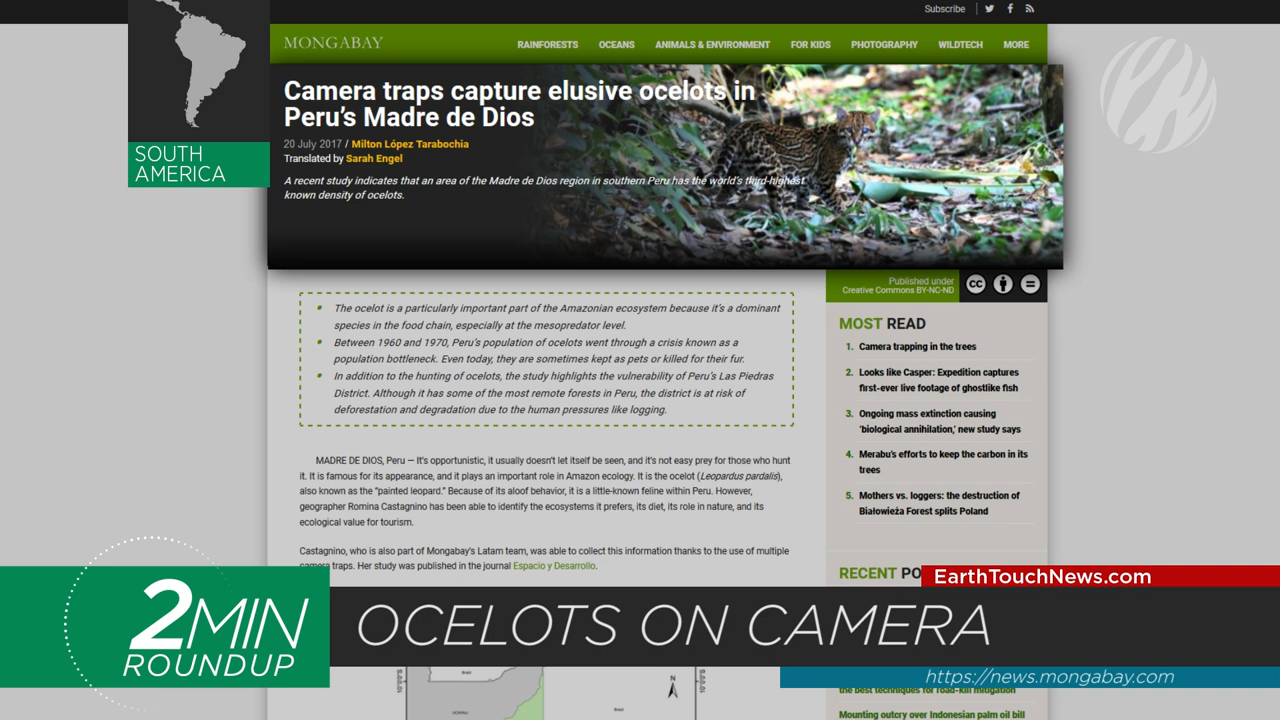 Subscribe
MONGABAY
RAINFORESTS OCEANS ANIMALS & ENVIRONMENT FOR KIDS PHOTOGRAPHY WILDTECH MORE
Camera traps capture elusive ocelots in
Peru's Madre de Dios
20 July 2017 / Milton López Tarabochia
Translated by Sarah Engel
A recent study indicates that an area of the Madre de Dios region in southern Peru has the world's third-highest
known density of ocelots.
SOUTH
AMERICA
Published under
Creative Commons BY-NC-ND
cc
The ocelot is a particularly important part of the Amazonian ecosystem because it's a dominant
species in the food chain, especially at the mesopredator level.
Between 1960 and 1970, Peru's population of ocelots went through a crisis known as a
population bottleneck. Even today, they are sometimes kept as pets or killed for their fur.
In addition to the hunting of ocelots, the study highlights the vulnerability of Peru's Las Piedras
District. Although it has some of the most remote forests in Peru, the district is at risk of
deforestation and degradation due to the human pressures like logging.
MADRE DE DIOS, Peru — It's opportunistic, it usually doesn't let itself be seen, and it's not easy prey for those who hunt
it. It is famous for its appearance, and it plays an important role in Amazon ecology. It is the ocelot (Leopardus pardalis),
also known as the "painted leopard." Because of its aloof behavior, it is a little-known feline within Peru. However,
geographer Romina Castagnino has been able to identify the ecosystems it prefers, its diet, its role in nature, and its
ecological value for tourism.
Castagnino, who is also part of Mongabay's Latam team, was able to collect this information thanks to the use of multiple
camera traps. Her study was published in the journal Espacio y Desarrollo.
MOST READ
1. Camera trapping in the trees
2. Looks like Casper: Expedition captures
first-ever live footage of ghostlike fish
3. Ongoing mass extinction causing
'biological annihilation,' new study says
4. Merabu's efforts to keep the carbon in its
trees
5. Mothers vs. loggers: the destruction of
Białowieża Forest splits Poland
RECENT PO
EarthTouchNews.com
2MIN
ROUNDUP
OCELOTS ON CAMERA
https://news.mongabay.com
Brazil
N
Brazil
the best techniques for road-kill mitigation
Mounting outcry over Indonesian palm oil bill